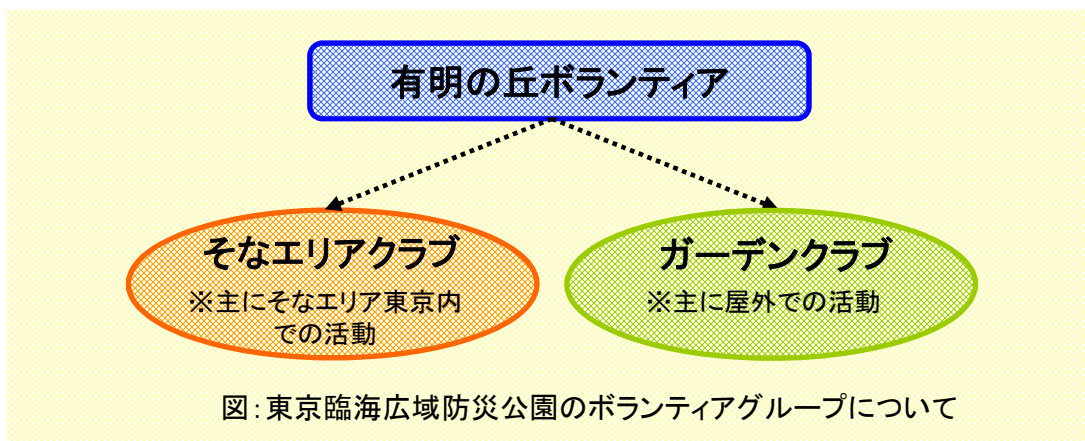 有明の丘ボランティア
そなエリアクラブ
※主にそなエリア東京内
での活動
ガーデンクラブ
※主に屋外での活動
図：東京臨海広域防災公園のボランティアグループについて